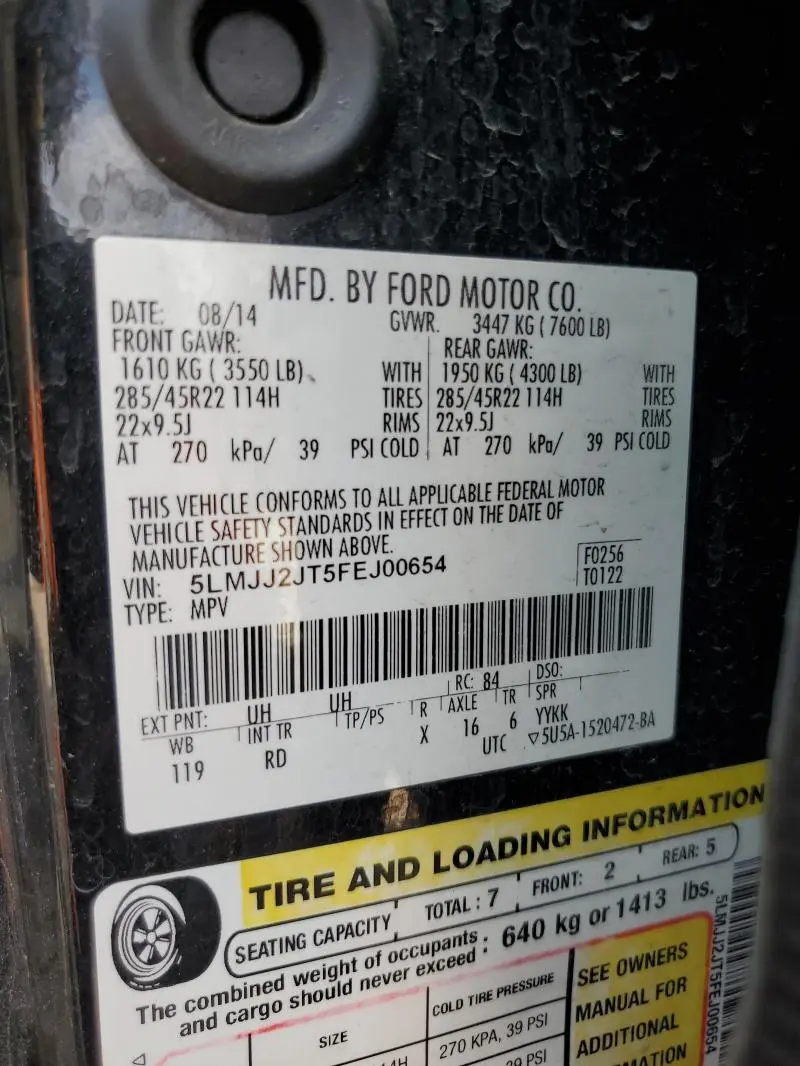 MFD. BY FORD MOTOR CO.
DATE: 08/14 GVWR. 3447 KG ( 7600 LB)
FRONT GAWR: REAR GAWR:
1610 KG ( 3550 LB) WITH 1950 KG ( 4300 LB) WITH
285/45R22 114H TIRES 285/45R22 114H TIRES
22x9.5J RIMS 22x9.5J RIMS
AT 270 kPa/ 39 PSI COLD AT 270 kPa/ 39 PSI COLD
THIS VEHICLE CONFORMS TO ALL APPLICABLE FEDERAL MOTOR
VEHICLE SAFETY STANDARDS IN EFFECT ON THE DATE OF
MANUFACTURE SHOWN ABOVE.
VIN: 5LMJJ2JT5FEJ00654 F0256
TYPE: MPV T0122
EXT PNT: UH UH RC: 84 DSO:
WB INT TR TP/PS R AXLE TR SPR
119 RD X 16 6 YYKK
UTC ▽5U5A-1520472-BA
TIRE AND LOADING INFORMATION
SEATING CAPACITY TOTAL : 7 FRONT: 2 REAR: 5
The combined weight of occupants : 640 kg or 1413 lbs.
and cargo should never exceed
SIZE COLD TIRE PRESSURE
270 KPA, 39 PSI
39 PSI
SEE OWNERS
MANUAL FOR
ADDITIONAL
5LMJJ2JT5FEJ00654